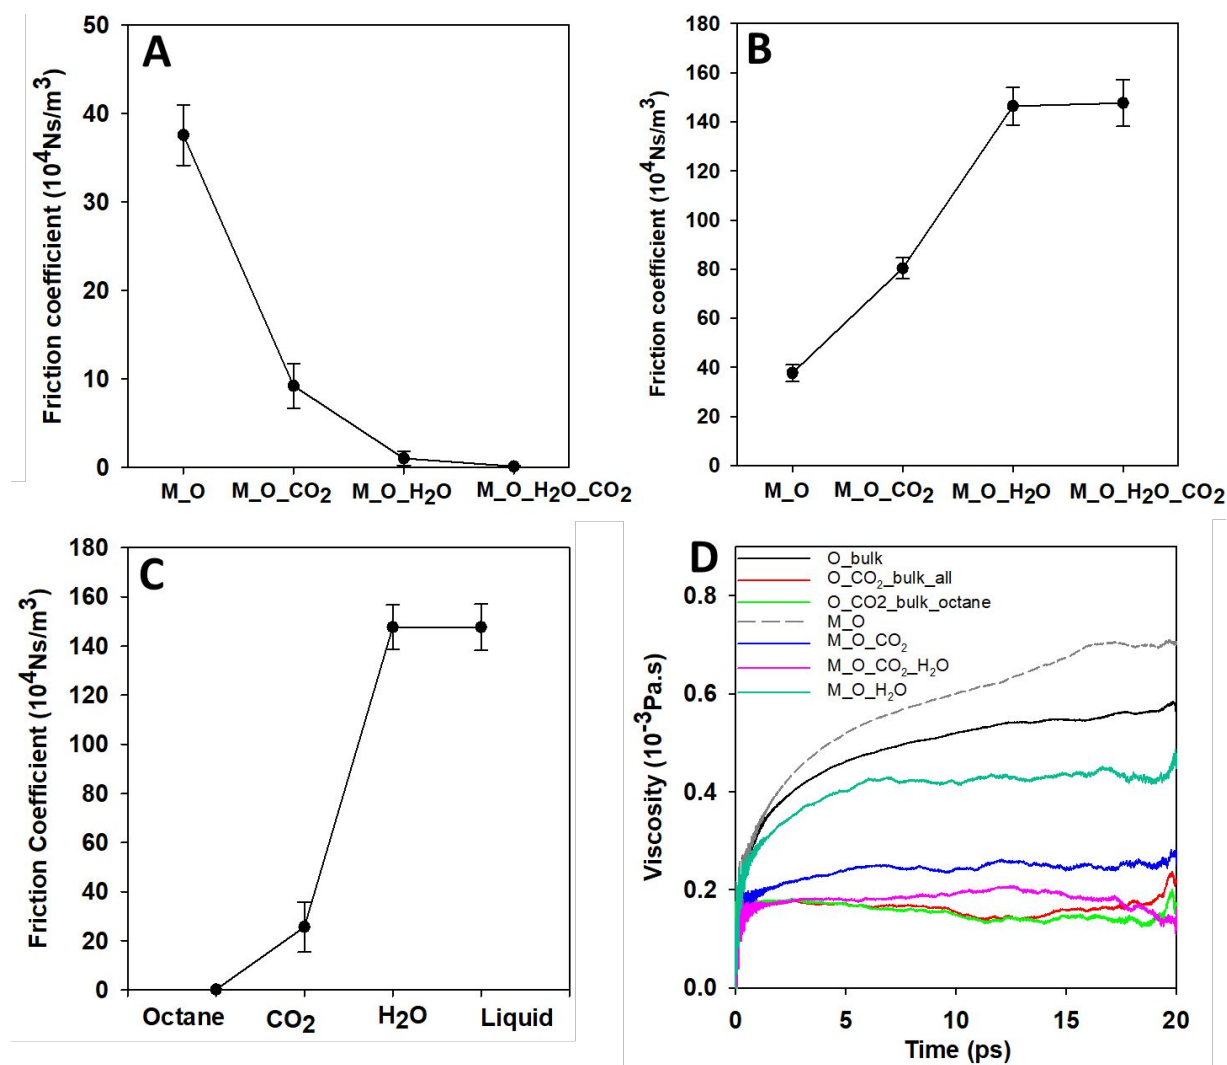 A
Friction coefficient (10⁴Ns/m³)
50
40
30
20
10
0
M_O
M_O_CO₂
M_O_H₂O
M_O_H₂O_CO₂
B
Friction coefficient (10⁴Ns/m³)
180
160
140
120
100
80
60
40
20
0
M_O
M_O_CO₂
M_O_H₂O
M_O_H₂O_CO₂
C
Friction Coefficient (10⁴Ns/m³)
180
160
140
120
100
80
60
40
20
0
Octane
CO₂
H₂O
Liquid
D
O_bulk
O_CO₂_bulk_all
O_CO2_bulk_octane
M_O
M_O_CO₂
M_O_CO₂_H₂O
M_O_H₂O
Viscosity (10⁻³Pa.s)
0.8
0.6
0.4
0.2
0.0
0
5
10
15
20
Time (ps)